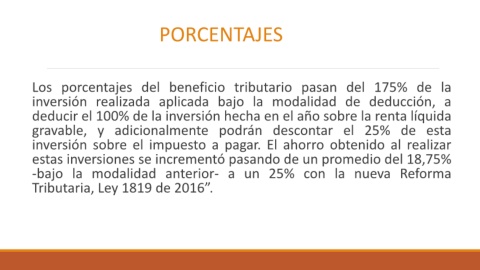 PORCENTAJES
Los porcentajes del beneficio tributario pasan del 175% de la
inversión realizada aplicada bajo la modalidad de deducción, a
deducir el 100% de la inversión hecha en el año sobre la renta líquida
gravable, y adicionalmente podrán descontar el 25% de esta
inversión sobre el impuesto a pagar. El ahorro obtenido al realizar
estas inversiones se incrementó pasando de un promedio del 18,75%
-bajo la modalidad anterior- a un 25% con la nueva Reforma
Tributaria, Ley 1819 de 2016”.